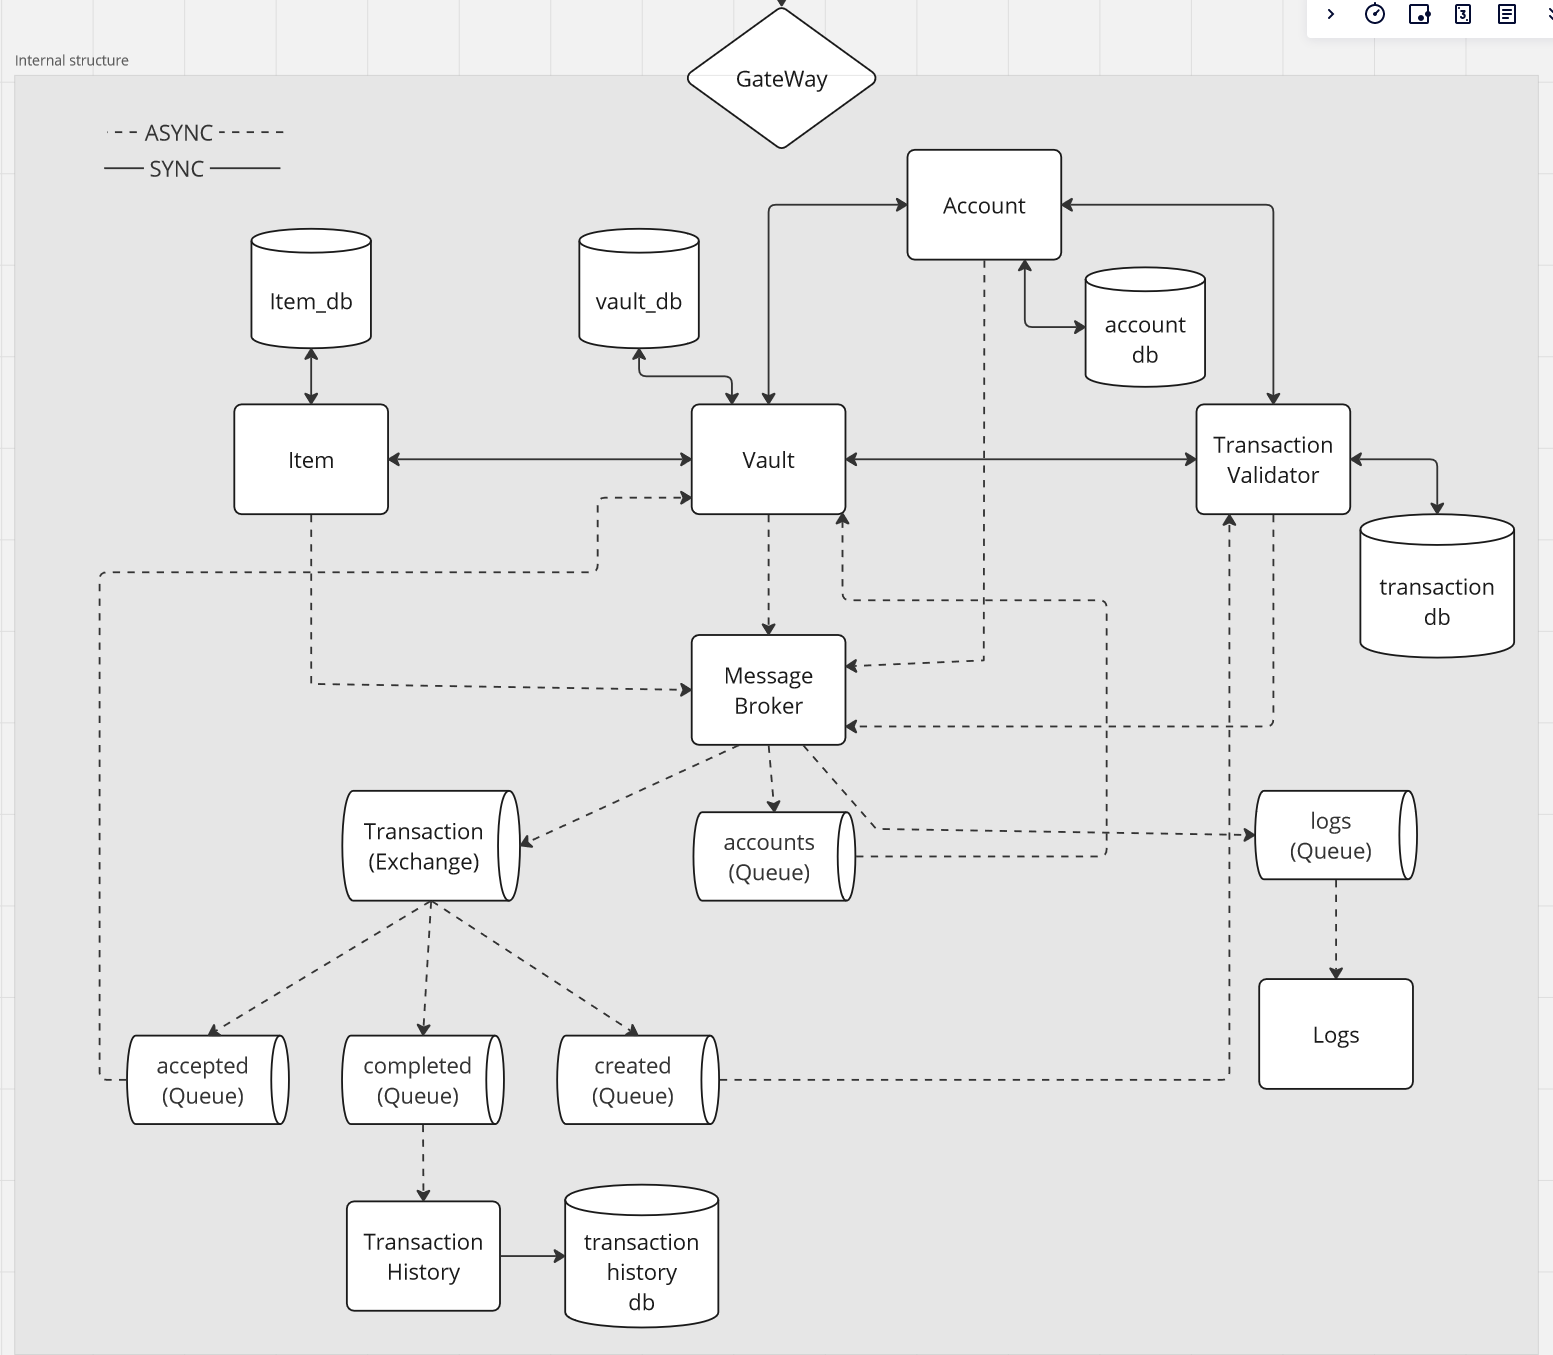 Internal structure
GateWay
ASYNC
SYNC
Account
Item_db
vault_db
account
db
Item
Vault
Transaction
Validator
transaction
db
Message
Broker
Transaction
(Exchange)
accounts
(Queue)
logs
(Queue)
accepted
(Queue)
completed
(Queue)
created
(Queue)
Logs
Transaction
History
transaction
history
db